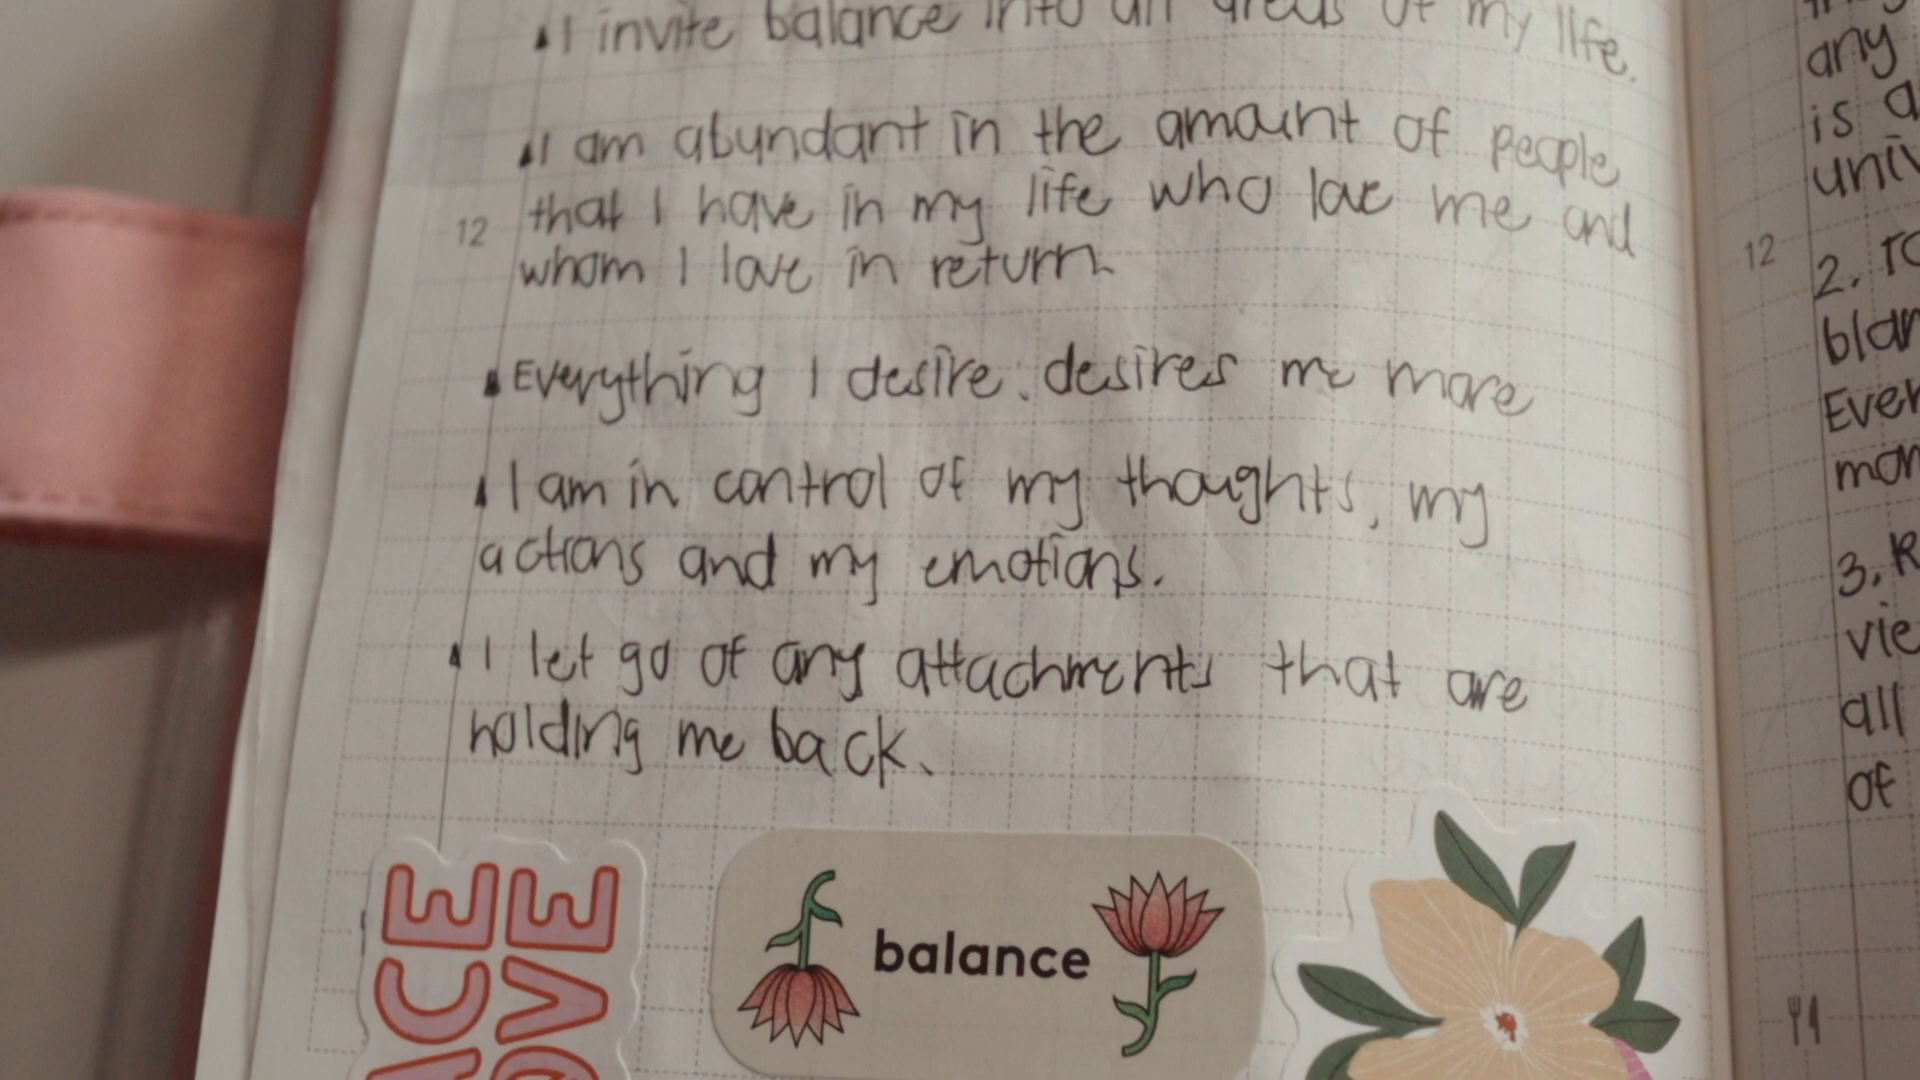 I invite balance into all areas of my life.
I am abundant in the amount of people
that I have in my life who love me and
12
whom I love in return.
Everything I desire. desires me more
I am in control of my thoughts, my
actions and my emotions.
I let go of any attachments that are
holding me back.
balance
any
is a
12
2.
3.
all
of